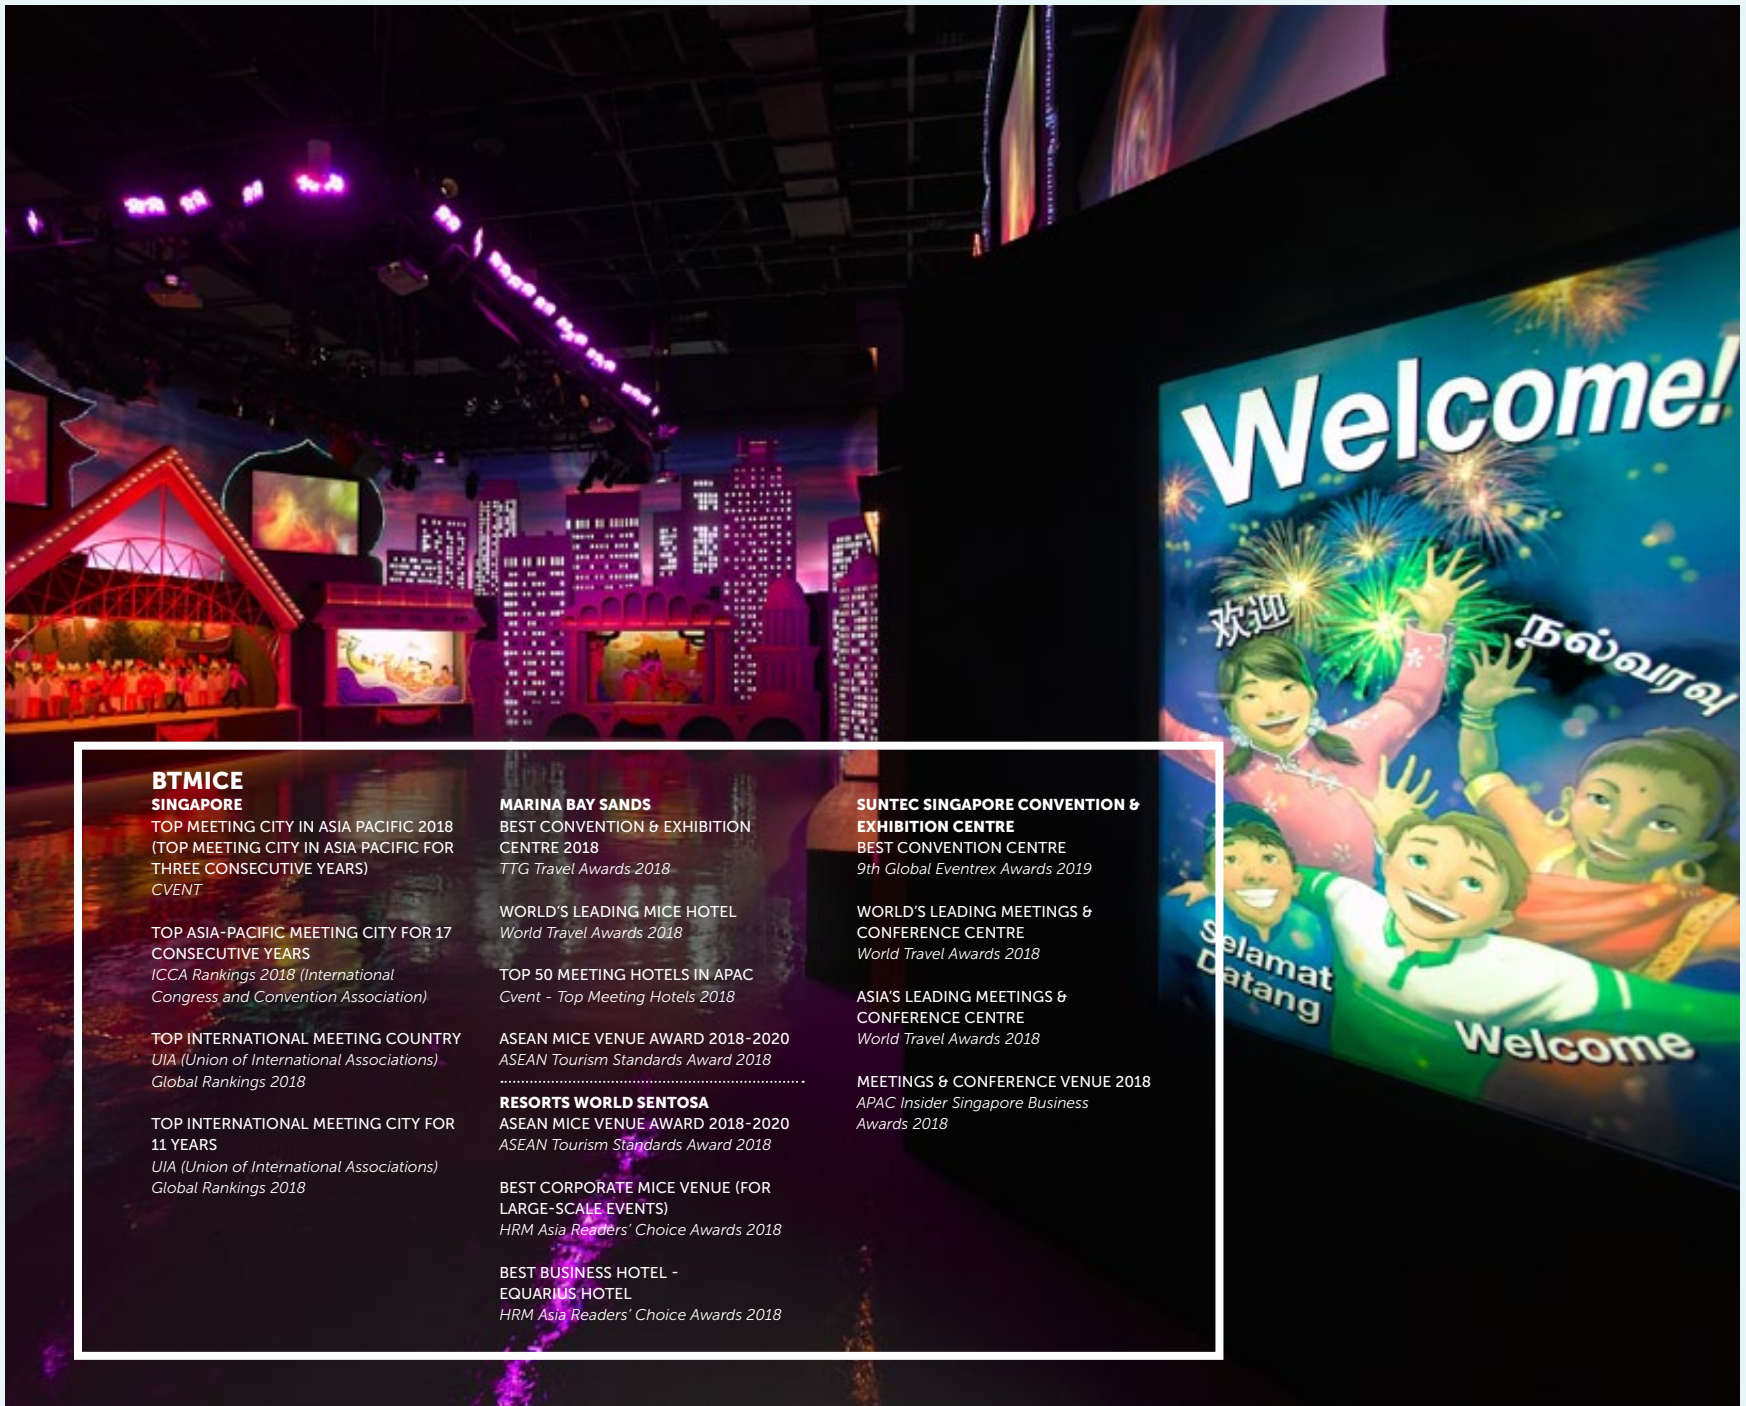 Welcome!
欢迎
நல்வரவு
Selamat
Datang
Welcome
BTMICE
SINGAPORE
TOP MEETING CITY IN ASIA PACIFIC 2018
(TOP MEETING CITY IN ASIA PACIFIC FOR
THREE CONSECUTIVE YEARS)
CVENT
TOP ASIA-PACIFIC MEETING CITY FOR 17
CONSECUTIVE YEARS
ICCA Rankings 2018 (International
Congress and Convention Association)
TOP INTERNATIONAL MEETING COUNTRY
UIA (Union of International Associations)
Global Rankings 2018
TOP INTERNATIONAL MEETING CITY FOR
11 YEARS
UIA (Union of International Associations)
Global Rankings 2018
MARINA BAY SANDS
BEST CONVENTION & EXHIBITION
CENTRE 2018
TTG Travel Awards 2018
WORLD'S LEADING MICE HOTEL
World Travel Awards 2018
TOP 50 MEETING HOTELS IN APAC
Cvent - Top Meeting Hotels 2018
ASEAN MICE VENUE AWARD 2018-2020
ASEAN Tourism Standards Award 2018
RESORTS WORLD SENTOSA
ASEAN MICE VENUE AWARD 2018-2020
ASEAN Tourism Standards Award 2018
BEST CORPORATE MICE VENUE (FOR
LARGE-SCALE EVENTS)
HRM Asia Readers' Choice Awards 2018
BEST BUSINESS HOTEL -
EQUARIUS HOTEL
HRM Asia Readers' Choice Awards 2018
SUNTEC SINGAPORE CONVENTION &
EXHIBITION CENTRE
BEST CONVENTION CENTRE
9th Global Eventrex Awards 2019
WORLD'S LEADING MEETINGS &
CONFERENCE CENTRE
World Travel Awards 2018
ASIA'S LEADING MEETINGS &
CONFERENCE CENTRE
World Travel Awards 2018
MEETINGS & CONFERENCE VENUE 2018
APAC Insider Singapore Business
Awards 2018